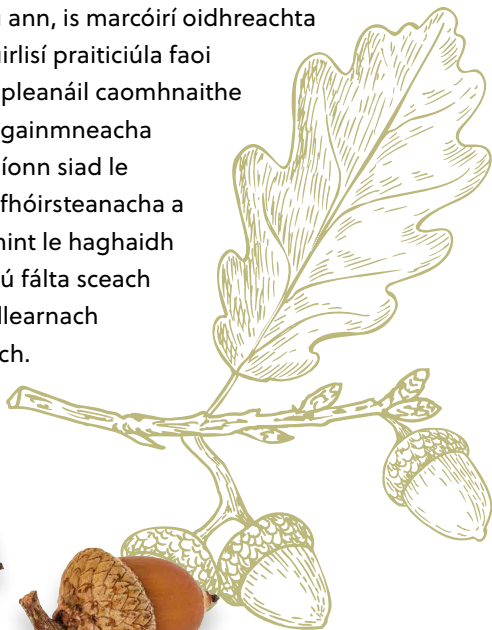 ann, is marcóirí oidhreachta
irlisí praiticiúla faoi
pleanáil caomhnaithe
gainmneacha
íonn siad le
fhóirsteanacha a
le haghaidh
ú fálta sceach
llearnach
ch.